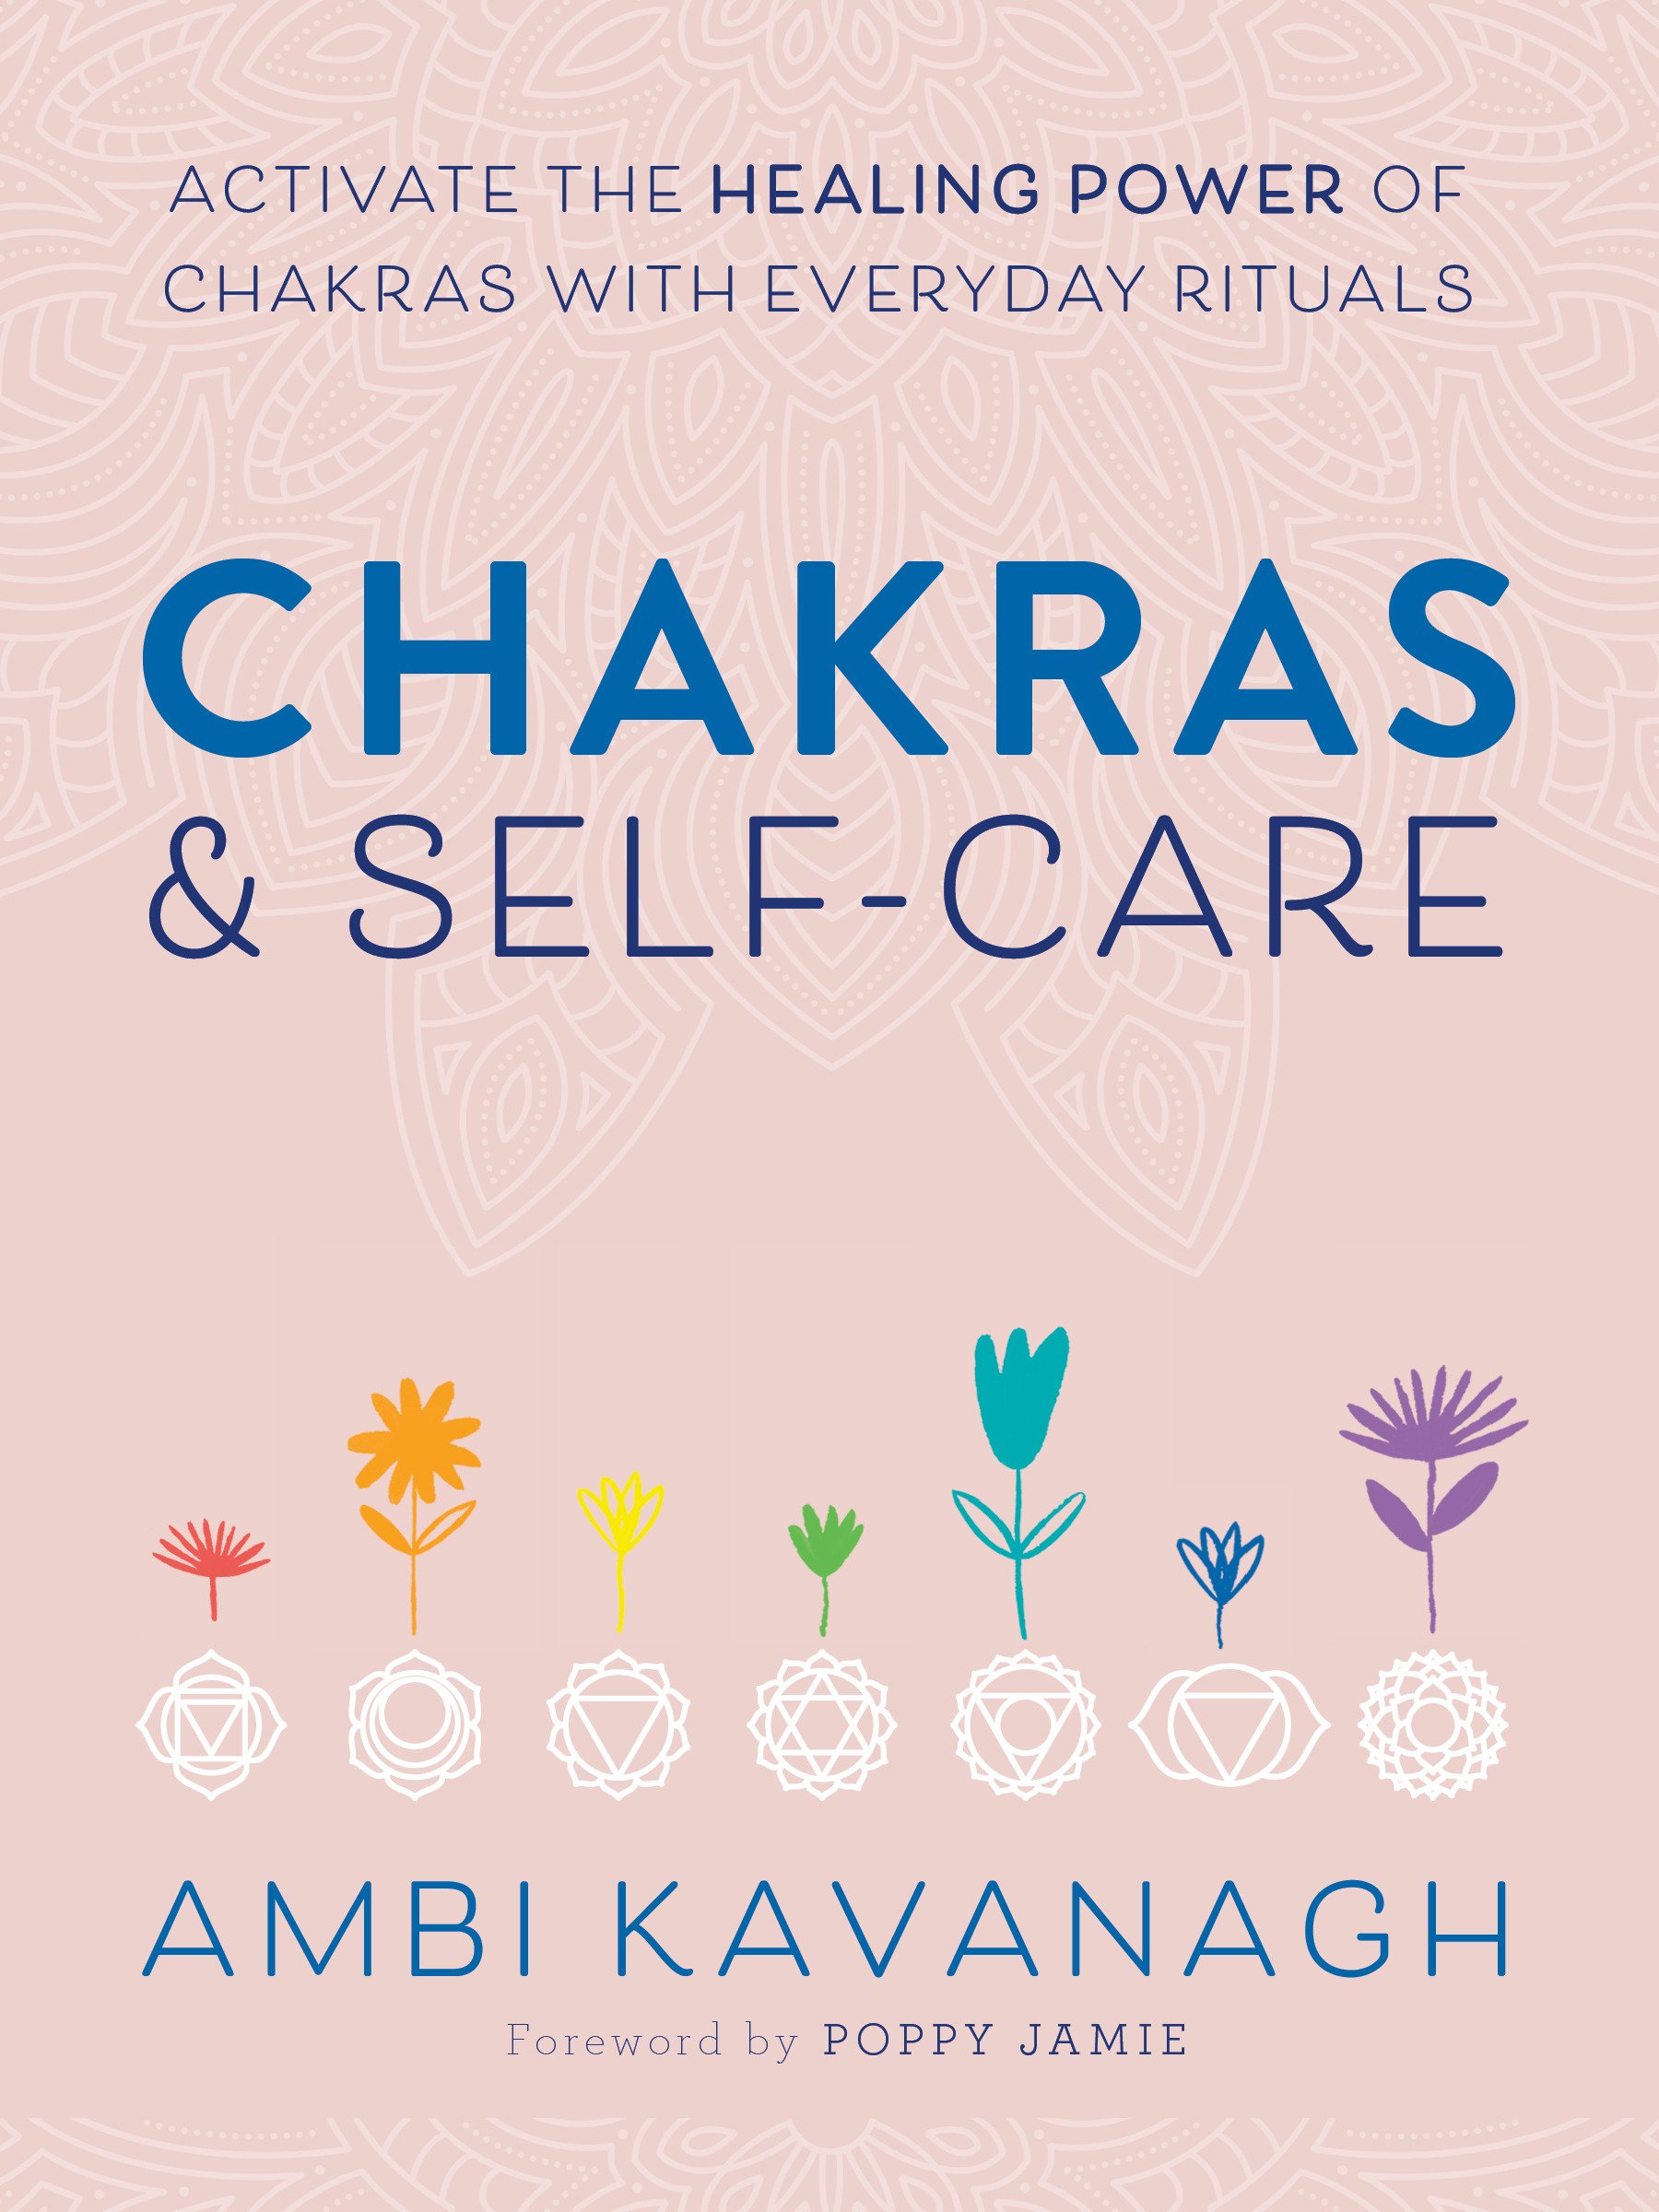 ACTIVATE THE HEALING POWER OF
CHAKRAS WITH EVERYDAY RITUALS
CHAKRAS
& SELF-CARE
AMBI KAVANAGH
Foreword by POPPY JAMIE